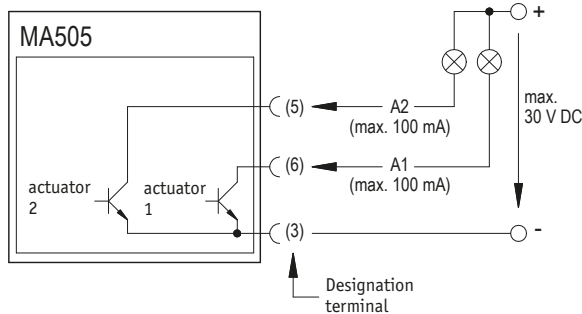 +
MA505
(5)
A2
(max. 100 mA)
max.
30 V DC
(6)
A1
(max. 100 mA)
actuator
2
actuator
1
(3)
-
Designation
terminal